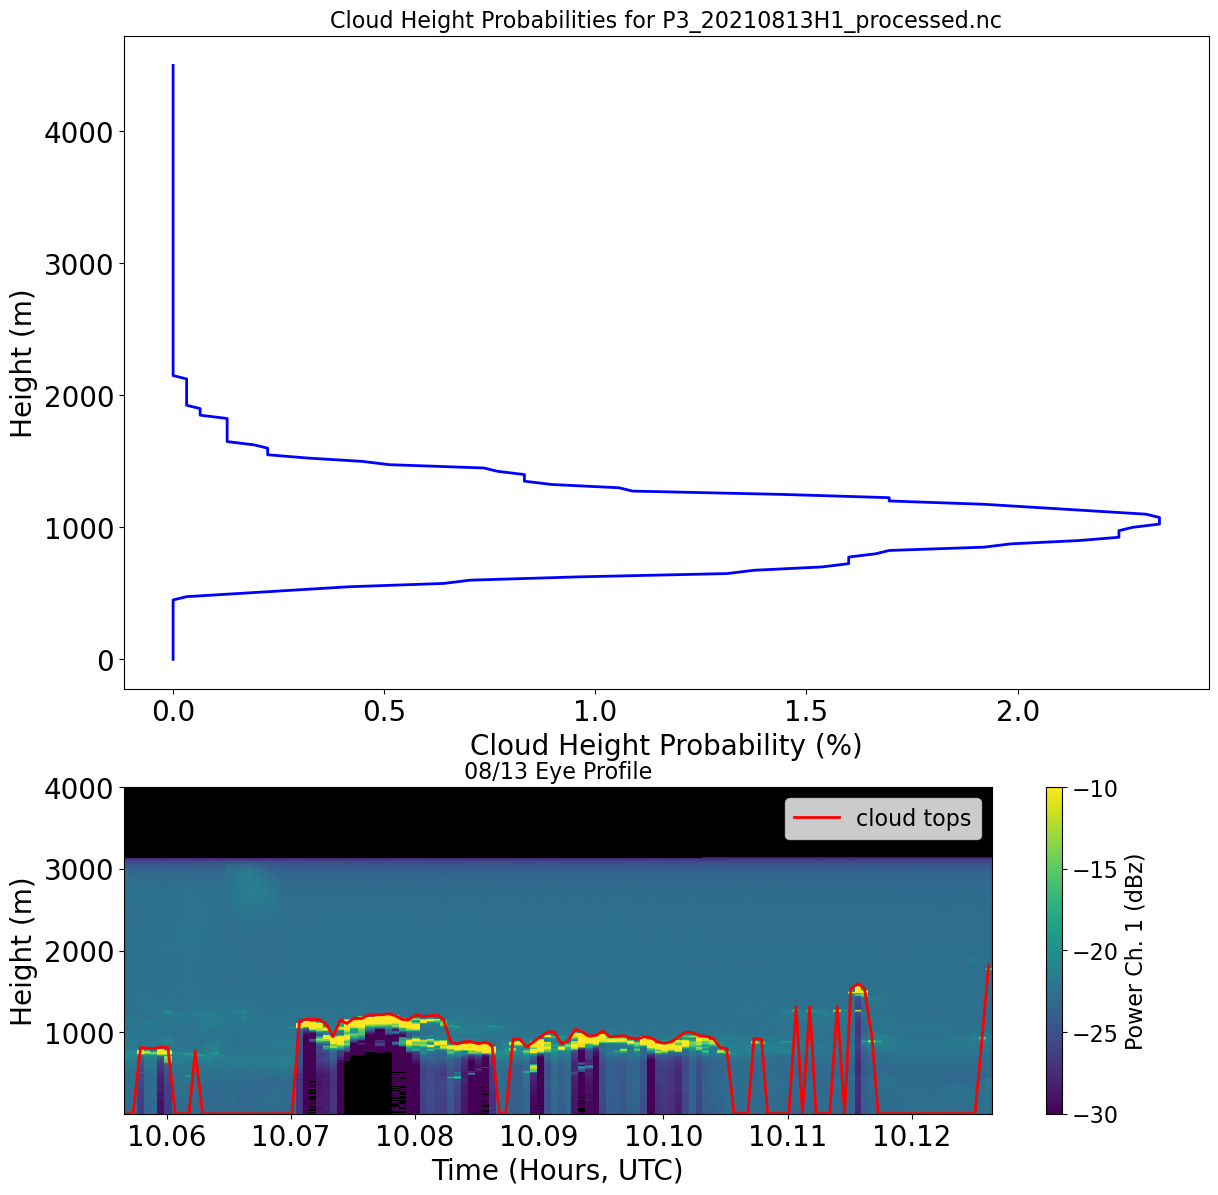 Cloud Height Probabilities for P3_20210813H1_processed.nc
Height (m)
4000
3000
2000
1000
0
0.0 0.5 1.0 1.5 2.0
Cloud Height Probability (%)
08/13 Eye Profile
Height (m)
4000
3000
2000
1000
cloud tops
10.06 10.07 10.08 10.09 10.10 10.11 10.12
Time (Hours, UTC)
−10
−15
−20
−25
−30
Power Ch. 1 (dBz)